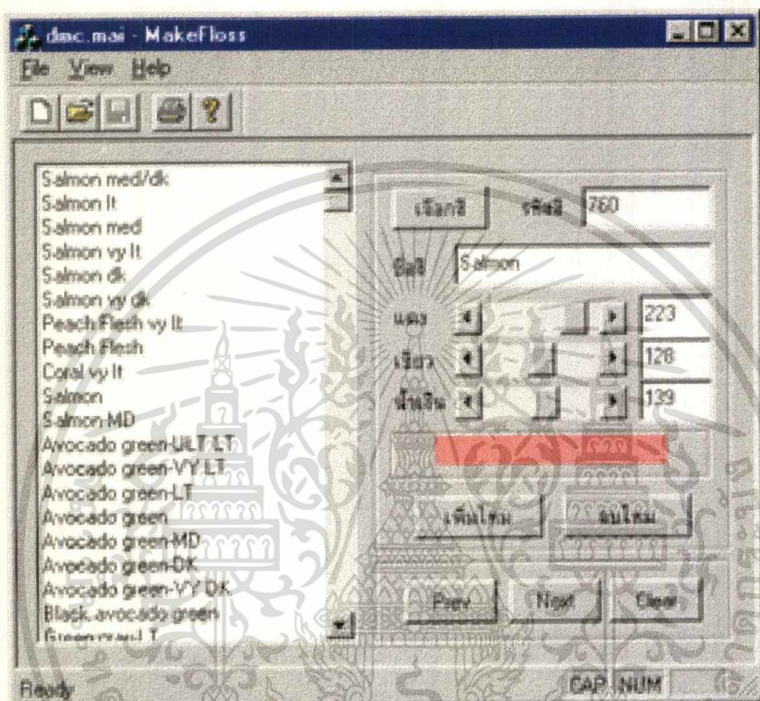 dmc.mai - MakeFloss
File View Help
Salmon med/dk
Salmon lt
Salmon med
Salmon vy lt
Salmon dk
Salmon vy dk
Peach Flesh vy lt
Peach Flesh
Coral vy lt
Salmon
Salmon MD
Avocado green-ULT LT
Avocado green-VY LT
Avocado green-LT
Avocado green
Avocado green-MD
Avocado green-DK
Avocado green-VY DK
Black avocado green
Green gray-LT
เลือกสี รหัสสี 760
ชื่อสี Salmon
แดง 223
เขียว 128
น้ำเงิน 139
เพิ่มไหม ลบไหม
Prev Next Clear
Ready CAP NUM